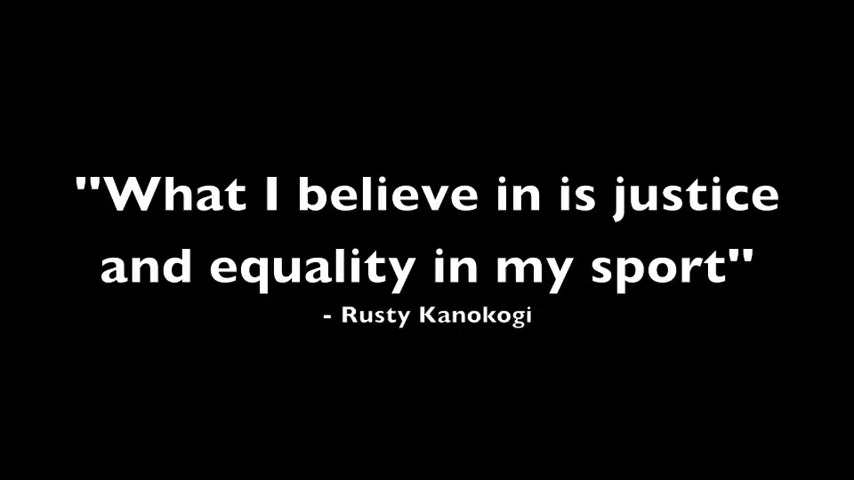 "What I believe in is justice
and equality in my sport"
- Rusty Kanokogi